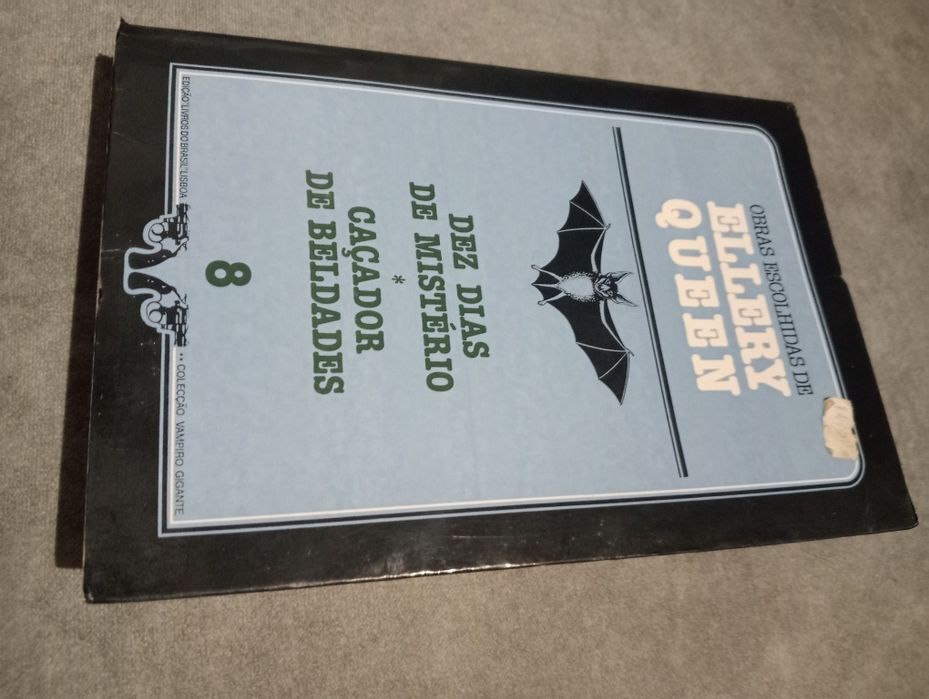 OBRAS ESCOLHIDAS DE
ELLERY
QUEEN
DEZ DIAS
DE MISTÉRIO
*
CAÇADOR
DE BELDADES
8
EDIÇÃO "LIVROS DO BRASIL" LISBOA
** COLECÇÃO VAMPIRO GIGANTE